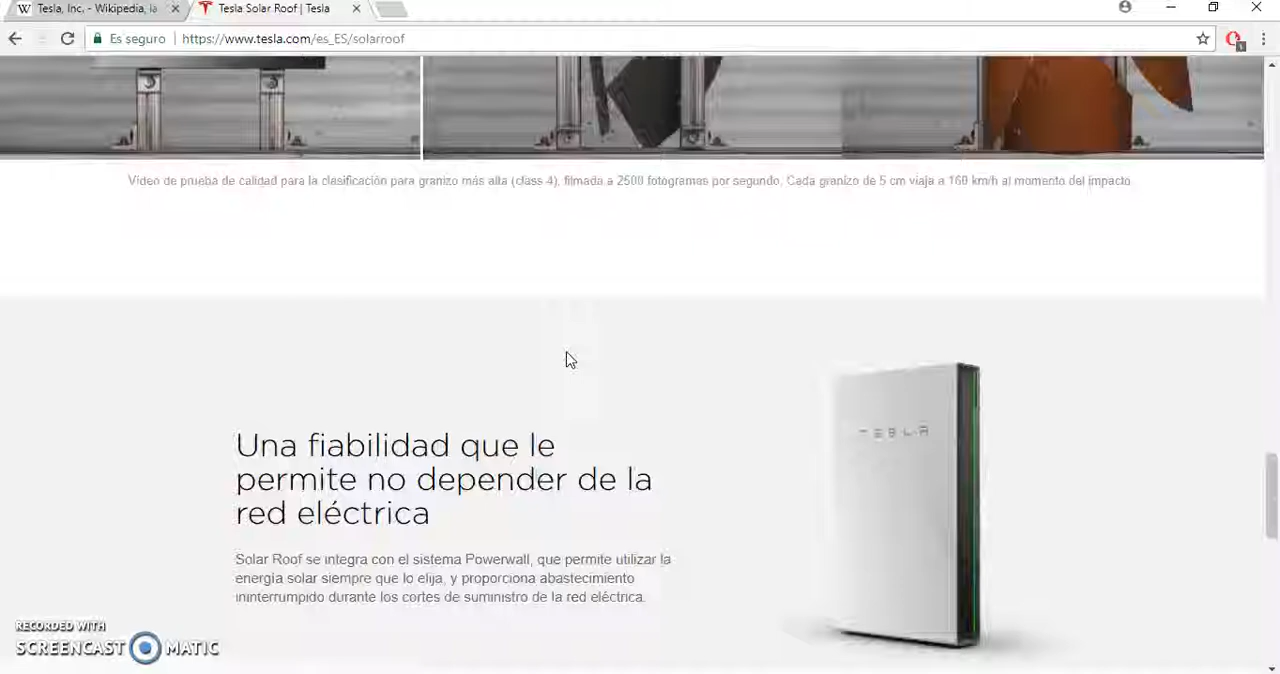 Tesla, Inc. - Wikipedia, la
Tesla Solar Roof | Tesla
Es seguro
https://www.tesla.com/es_ES/solarroof
Vídeo de prueba de calidad para la clasificación para granizo más alta (class 4), filmada a 2500 fotogramas por segundo. Cada granizo de 5 cm viaja a 160 km/h al momento del impacto
TESLA
Una fiabilidad que le
permite no depender de la
red eléctrica
Solar Roof se integra con el sistema Powerwall, que permite utilizar la
energía solar siempre que lo elija, y proporciona abastecimiento
ininterrumpido durante los cortes de suministro de la red eléctrica.
RECORDED WITH
SCREENCAST MATIC